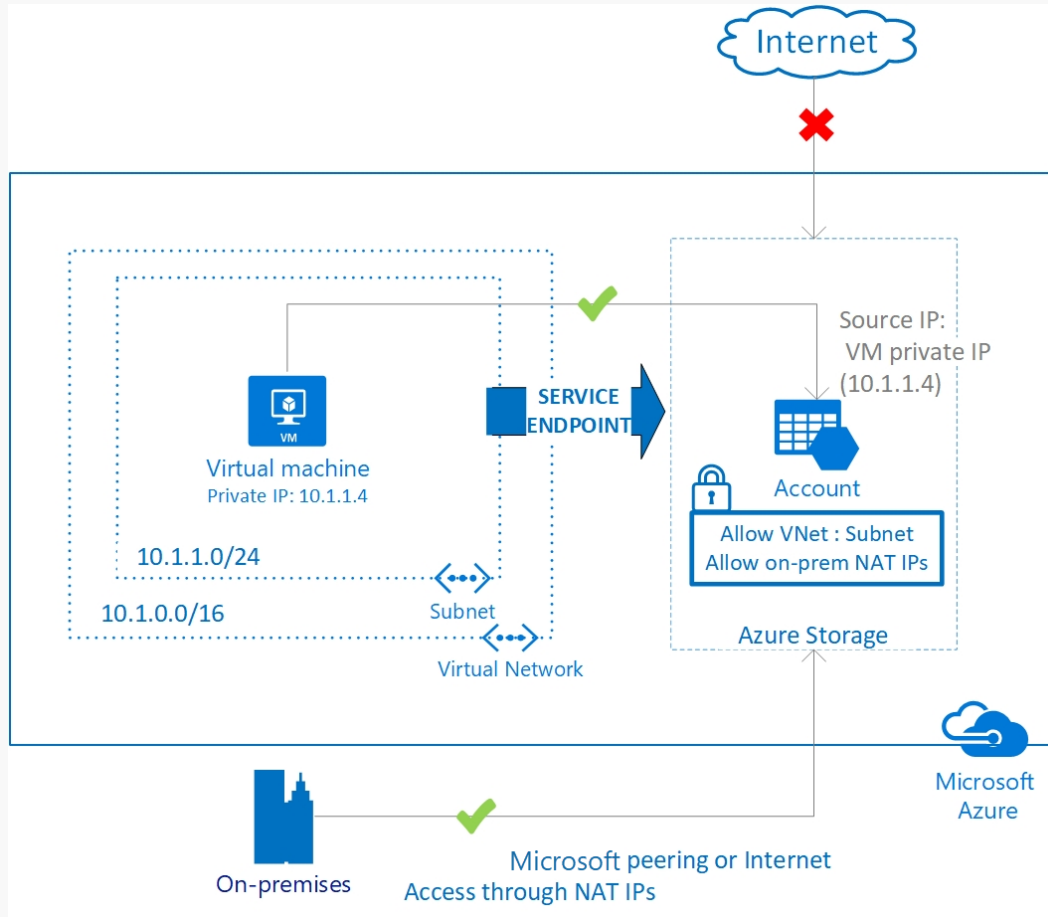 Internet
Source IP:
VM private IP
(10.1.1.4)
SERVICE
ENDPOINT
VM
Virtual machine
Private IP: 10.1.1.4
Account
Allow VNet : Subnet
Allow on-prem NAT IPs
10.1.1.0/24
10.1.0.0/16
Subnet
Azure Storage
Virtual Network
Microsoft
Azure
On-premises
Microsoft peering or Internet
Access through NAT IPs